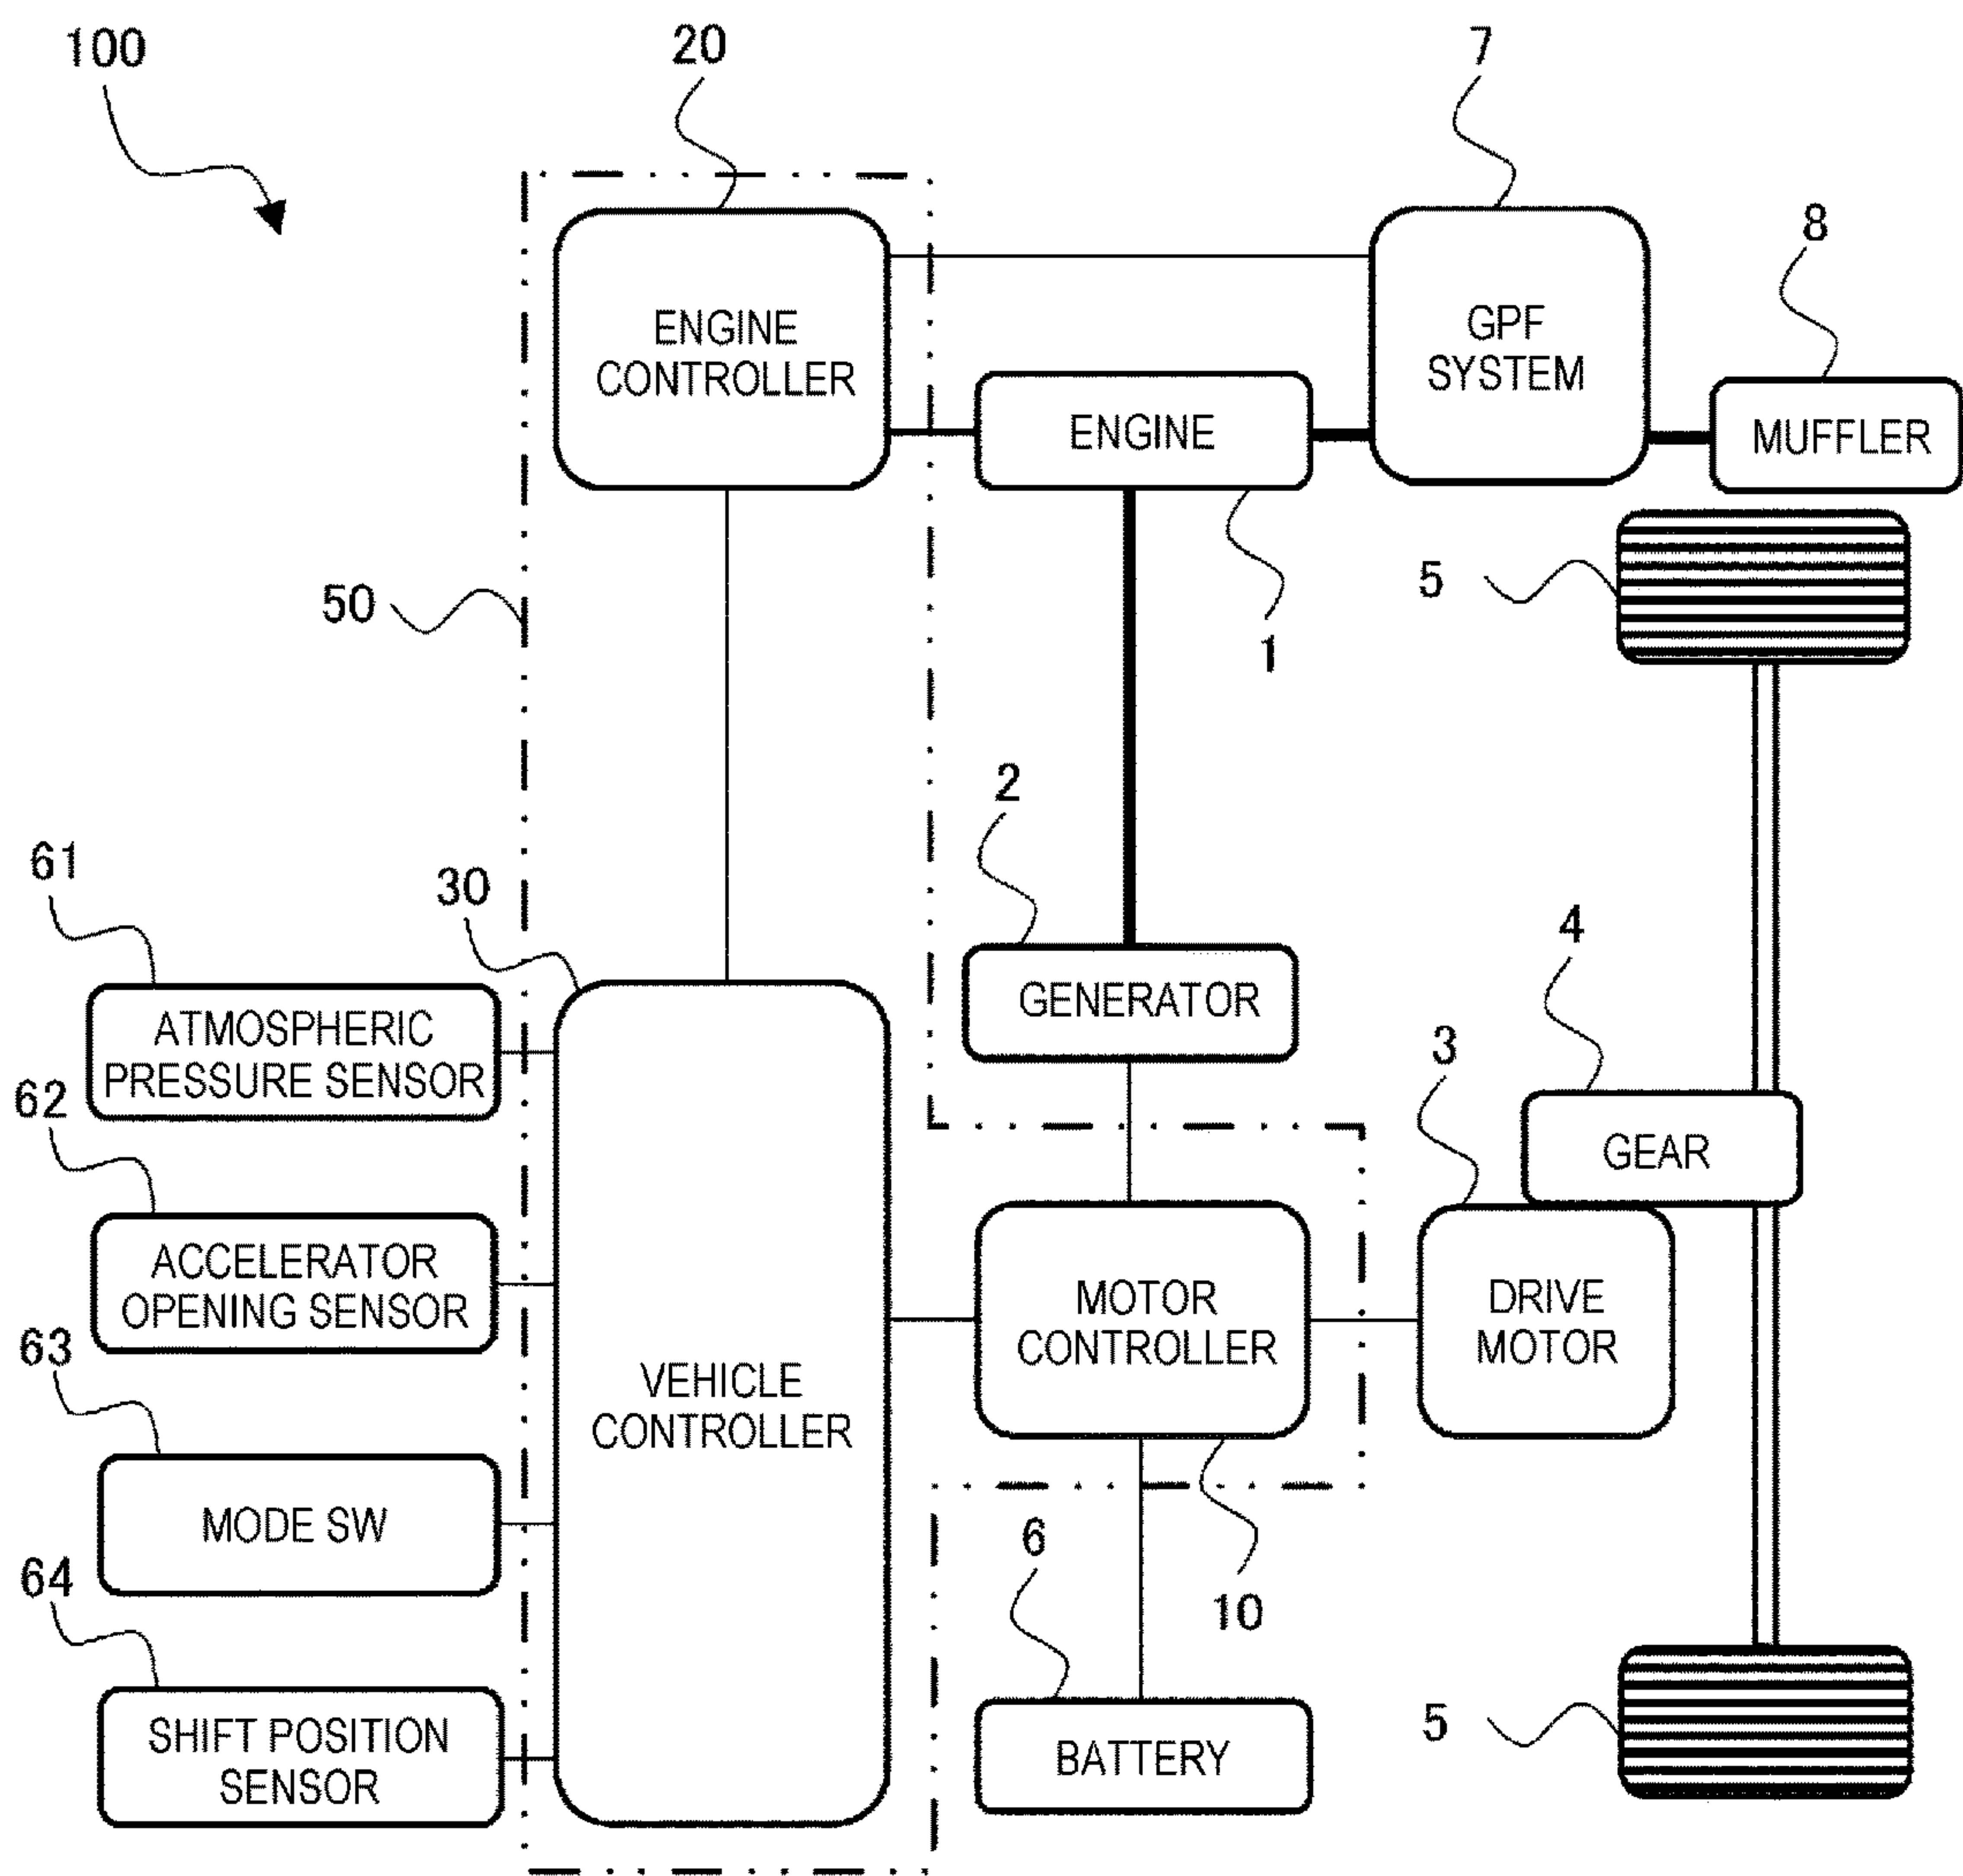 100
20
7
8
ENGINE
CONTROLLER
GPF
SYSTEM
ENGINE
MUFFLER
50
5
1
2
61
30
4
ATMOSPHERIC
PRESSURE SENSOR
GENERATOR
3
62
GEAR
ACCELERATOR
OPENING SENSOR
MOTOR
CONTROLLER
DRIVE
MOTOR
63
VEHICLE
CONTROLLER
MODE SW
6
64
10
SHIFT POSITION
SENSOR
BATTERY
5